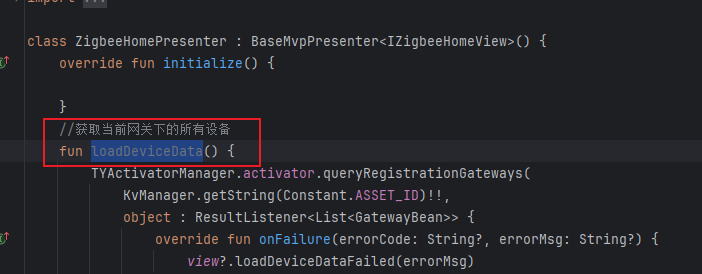 import ...
class ZigbeeHomePresenter : BaseMvpPresenter<IZigbeeHomeView>() {
override fun initialize() {
}
//获取当前网关下的所有设备
fun loadDeviceData() {
TYActivatorManager.activator.queryRegistrationGateways(
KvManager.getString(Constant.ASSET_ID)!!,
object : ResultListener<List<GatewayBean>> {
override fun onFailure(errorCode: String?, errorMsg: String?) {
view?.loadDeviceDataFailed(errorMsg)